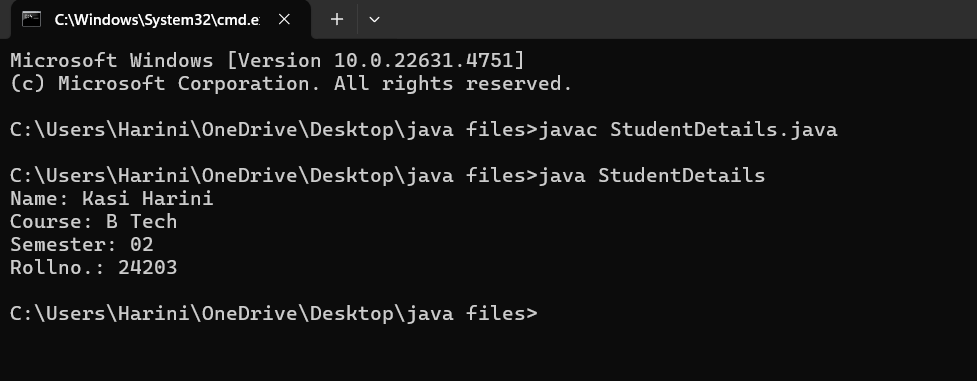 C:\Windows\System32\cmd.e
Microsoft Windows [Version 10.0.22631.4751]
(c) Microsoft Corporation. All rights reserved.
C:\Users\Harini\OneDrive\Desktop\java files>javac StudentDetails.java
C:\Users\Harini\OneDrive\Desktop\java files>java StudentDetails
Name: Kasi Harini
Course: B Tech
Semester: 02
Rollno.: 24203
C:\Users\Harini\OneDrive\Desktop\java files>